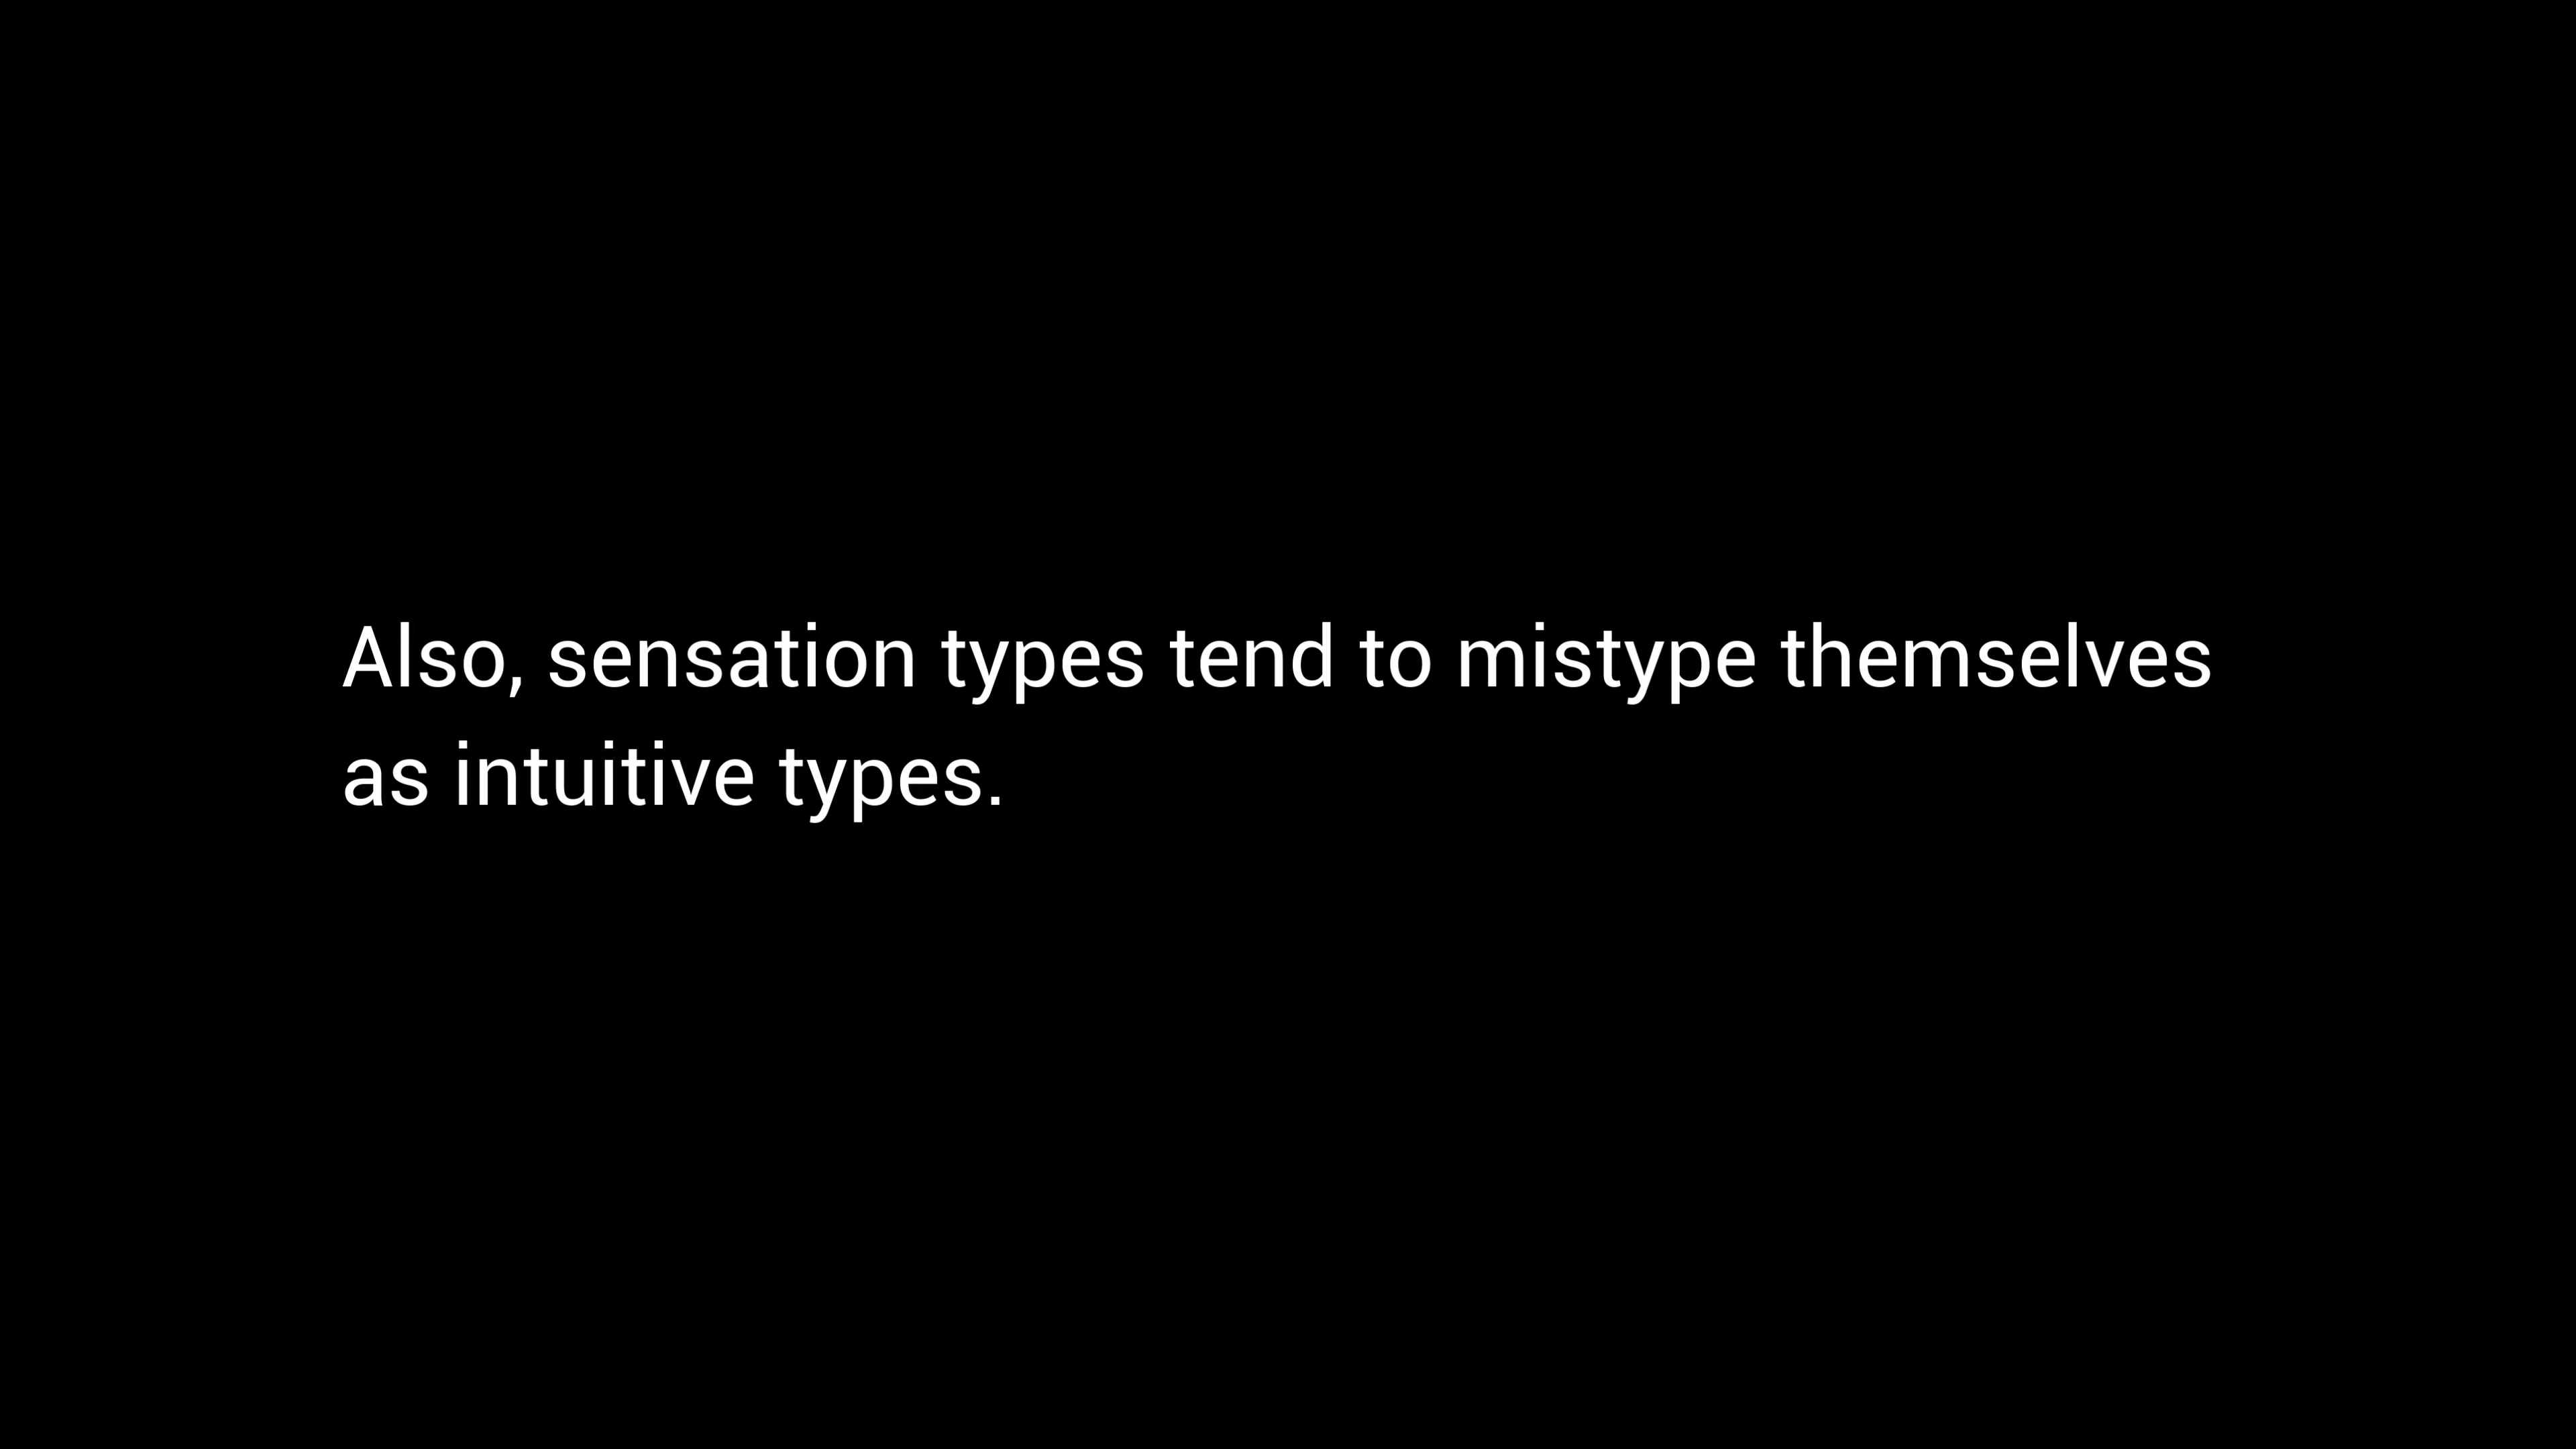 Also, sensation types tend to mistype themselves
as intuitive types.